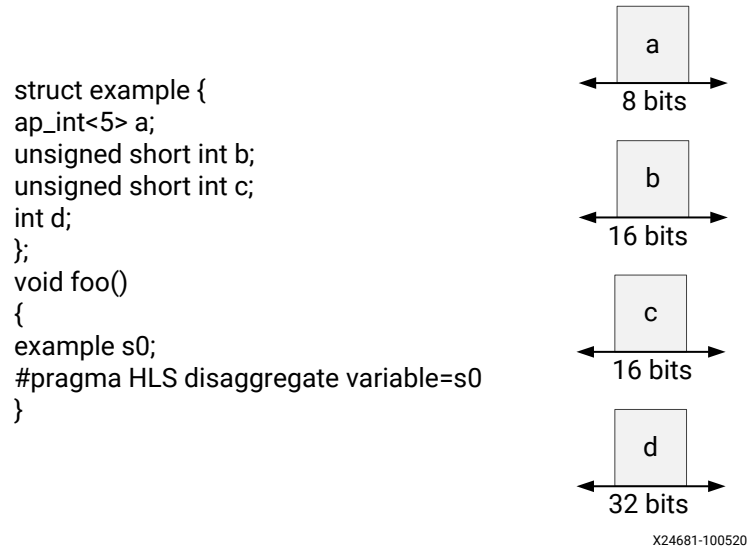 struct example {
ap_int<5> a;
unsigned short int b;
unsigned short int c;
int d;
};
void foo()
{
example s0;
#pragma HLS disaggregate variable=s0
}
a
8 bits
b
16 bits
c
16 bits
d
32 bits
X24681-100520